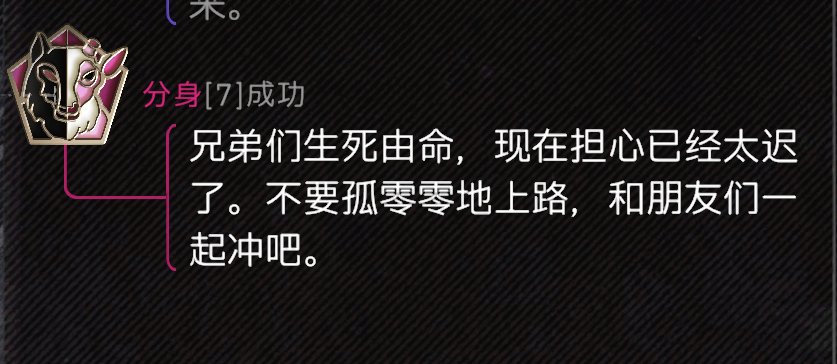 来。
分身[7]成功
兄弟们生死由命，现在担心已经太迟
了。不要孤零零地上路，和朋友们一
起冲吧。